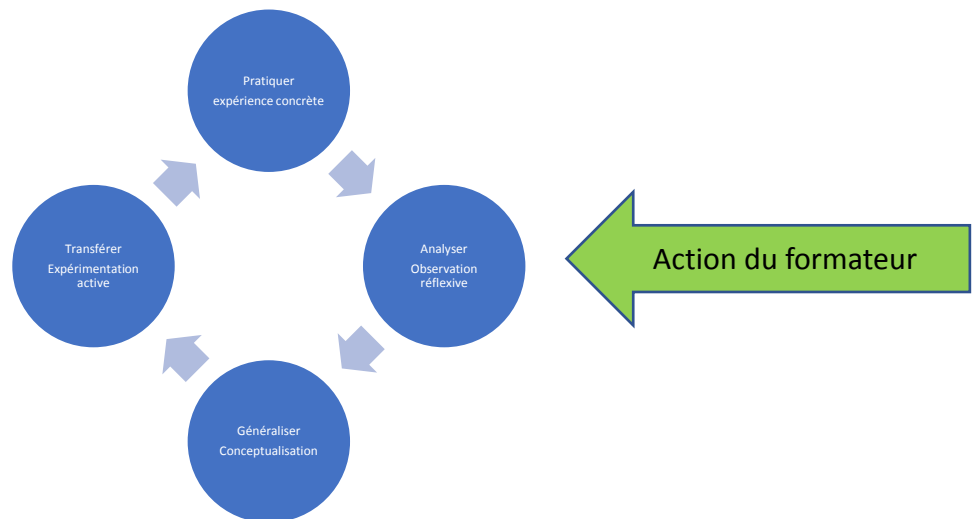 Pratiquer
expérience concrète
Analyser
Observation
réflexive
Action du formateur
Généraliser
Conceptualisation
Transférer
Expérimentation
active